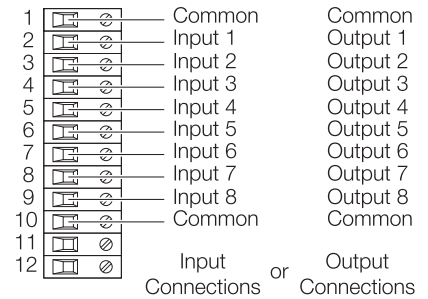 1 Common Common
2 Input 1 Output 1
3 Input 2 Output 2
4 Input 3 Output 3
5 Input 4 Output 4
6 Input 5 Output 5
7 Input 6 Output 6
8 Input 7 Output 7
9 Input 8 Output 8
10 Common Common
11
12
Input Connections or Output Connections